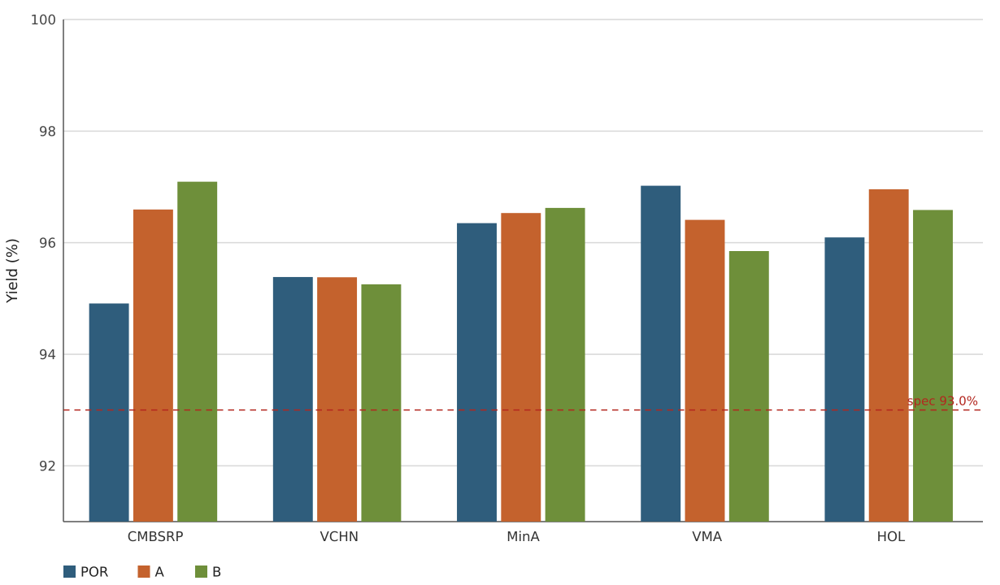 100
98
96
94
92
Yield (%)
spec 93.0%
CMBSRP VCHN MinA VMA HOL
POR A B